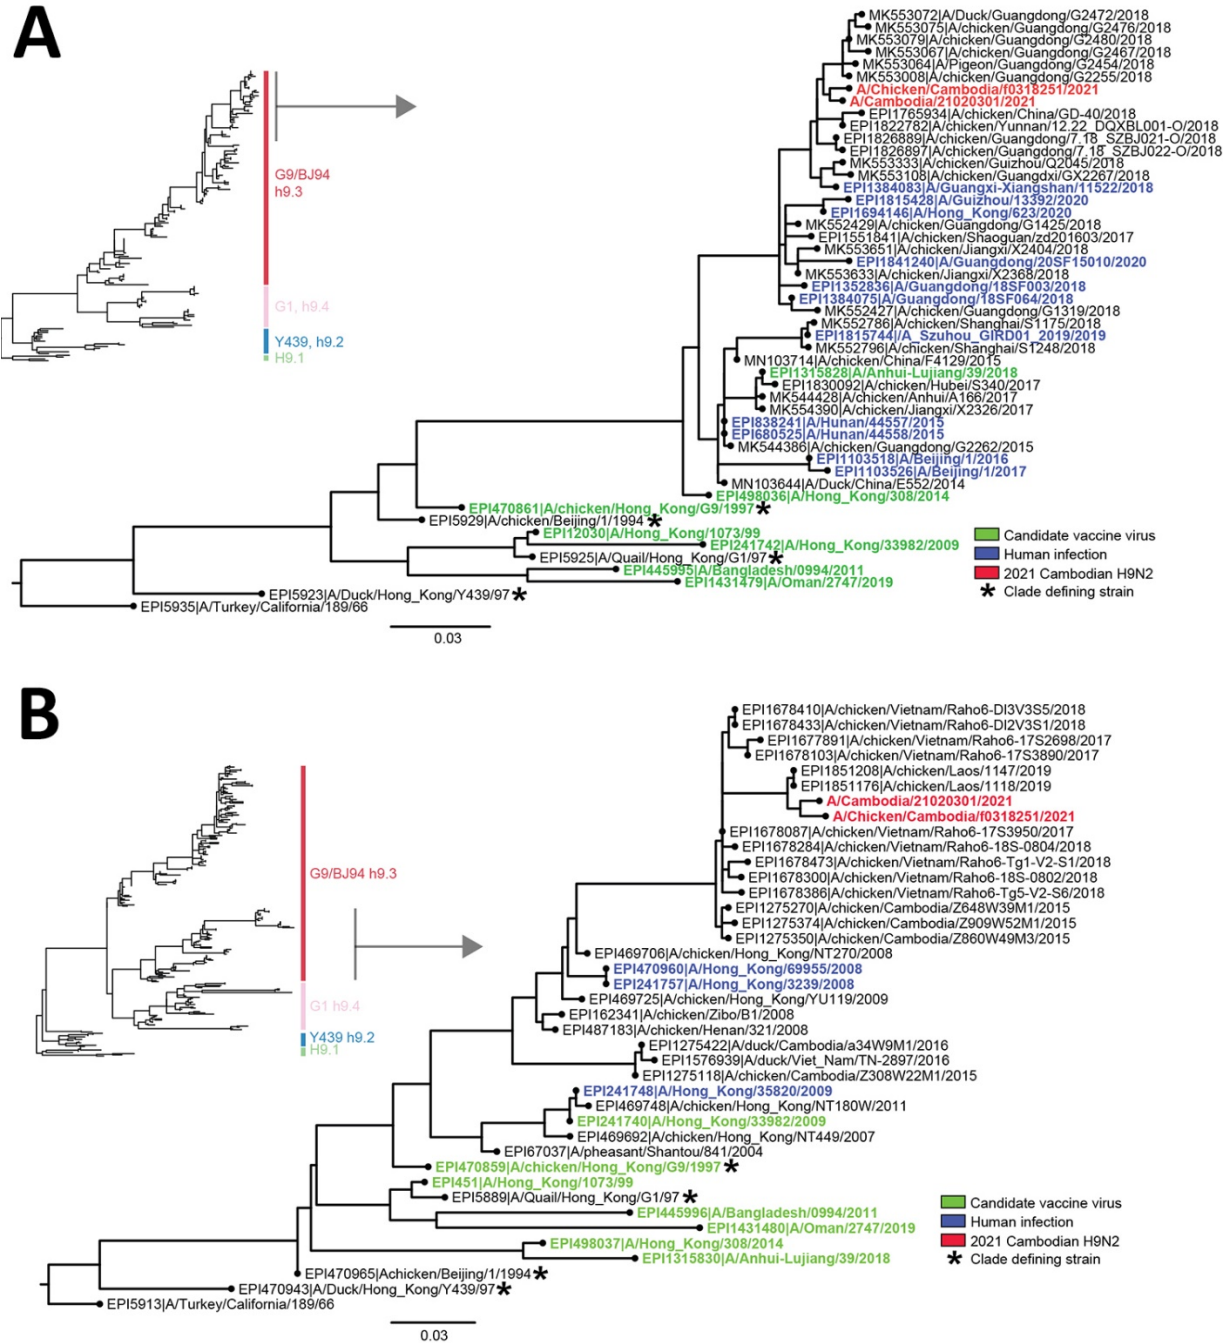 A
G9/BJ94
h9.3
G1, h9.4
Y439, h9.2
H9.1
MK553072|A/Duck/Guangdong/G2472/2018
MK553075|A/chicken/Guangdong/G2476/2018
MK553079|A/chicken/Guangdong/G2480/2018
MK553067|A/chicken/Guangdong/G2467/2018
MK553064|A/Pigeon/Guangdong/G2454/2018
MK553008|A/chicken/Guangdong/G2255/2018
A/Chicken/Cambodia/f0318251/2021
A/Cambodia/21020301/2021
EPI1765934|A/chicken/China/GD-40/2018
EPI1822782|A/chicken/Yunnan/12.22_DQXBL001-O/2018
EPI1826889|A/chicken/Guangdong/7.18_SZBJ021-O/2018
EPI1826897|A/chicken/Guangdong/7.18_SZBJ022-O/2018
MK553333|A/chicken/Guizhou/Q2045/2018
MK553108|A/chicken/Guangdxi/GX2267/2018
EPI1384083|A/Guangxi-Xiangshan/11522/2018
EPI1815428|A/Guizhou/13392/2020
EPI1694146|A/Hong_Kong/623/2020
MK552429|A/chicken/Guangdong/G1425/2018
EPI1551841|A/chicken/Shaoguan/zd201603/2017
MK553651|A/chicken/Jiangxi/X2404/2018
EPI1841240|A/Guangdong/20SF15010/2020
MK553633|A/chicken/Jiangxi/X2368/2018
EPI1352836|A/Guangdong/18SF003/2018
EPI1384075|A/Guangdong/18SF064/2018
MK552427|A/chicken/Guangdong/G1319/2018
MK552786|A/chicken/Shanghai/S1175/2018
EPI1815744|/A_Szuhou_GIRD01_2019/2019
MK552796|A/chicken/Shanghai/S1248/2018
MN103714|A/chicken/China/F4129/2015
EPI1315828|A/Anhui-Lujiang/39/2018
EPI1830092|A/chicken/Hubei/S340/2017
MK544428|A/chicken/Anhui/A166/2017
MK554390|A/chicken/Jiangxi/X2326/2017
EPI838241|A/Hunan/44557/2015
EPI680525|A/Hunan/44558/2015
MK544386|A/chicken/Guangdong/G2262/2015
EPI1103518|A/Beijing/1/2016
EPI1103526|A/Beijing/1/2017
MN103644|A/Duck/China/E552/2014
EPI498036|A/Hong_Kong/308/2014
EPI470861|A/chicken/Hong_Kong/G9/1997*
EPI5929|A/chicken/Beijing/1/1994*
EPI12030|A/Hong_Kong/1073/99
EPI241742|A/Hong_Kong/33982/2009
EPI5925|A/Quail/Hong_Kong/G1/97*
EPI445995|A/Bangladesh/0994/2011
EPI1431479|A/Oman/2747/2019
EPI5923|A/Duck/Hong_Kong/Y439/97*
EPI5935|A/Turkey/California/189/66
0.03
Candidate vaccine virus
Human infection
2021 Cambodian H9N2
* Clade defining strain
B
G9/BJ94 h9.3
G1 h9.4
Y439 h9.2
H9.1
EPI1678410|A/chicken/Vietnam/Raho6-DI3V3S5/2018
EPI1678433|A/chicken/Vietnam/Raho6-DI2V3S1/2018
EPI1677891|A/chicken/Vietnam/Raho6-17S2698/2017
EPI1678103|A/chicken/Vietnam/Raho6-17S3890/2017
EPI1851208|A/chicken/Laos/1147/2019
EPI1851176|A/chicken/Laos/1118/2019
A/Cambodia/21020301/2021
A/Chicken/Cambodia/f0318251/2021
EPI1678087|A/chicken/Vietnam/Raho6-17S3950/2017
EPI1678284|A/chicken/Vietnam/Raho6-18S-0804/2018
EPI1678473|A/chicken/Vietnam/Raho6-Tg1-V2-S1/2018
EPI1678300|A/chicken/Vietnam/Raho6-18S-0802/2018
EPI1678386|A/chicken/Vietnam/Raho6-Tg5-V2-S6/2018
EPI1275270|A/chicken/Cambodia/Z648W39M1/2015
EPI1275374|A/chicken/Cambodia/Z909W52M1/2015
EPI1275350|A/chicken/Cambodia/Z860W49M3/2015
EPI469706|A/chicken/Hong_Kong/NT270/2008
EPI470960|A/Hong_Kong/69955/2008
EPI241757|A/Hong_Kong/3239/2008
EPI469725|A/chicken/Hong_Kong/YU119/2009
EPI162341|A/chicken/Zibo/B1/2008
EPI487183|A/chicken/Henan/321/2008
EPI1275422|A/duck/Cambodia/a34W9M1/2016
EPI1576939|A/duck/Viet_Nam/TN-2897/2016
EPI1275118|A/chicken/Cambodia/Z308W22M1/2015
EPI241748|A/Hong_Kong/35820/2009
EPI469748|A/chicken/Hong_Kong/NT180W/2011
EPI241740|A/Hong_Kong/33982/2009
EPI469692|A/chicken/Hong_Kong/NT449/2007
EPI67037|A/pheasant/Shantou/841/2004
EPI470859|A/chicken/Hong_Kong/G9/1997*
EPI451|A/Hong_Kong/1073/99
EPI5889|A/Quail/Hong_Kong/G1/97*
EPI445996|A/Bangladesh/0994/2011
EPI1431480|A/Oman/2747/2019
EPI498037|A/Hong_Kong/308/2014
EPI1315830|A/Anhui-Lujiang/39/2018
EPI470965|Achicken/Beijing/1/1994*
EPI470943|A/Duck/Hong_Kong/Y439/97*
EPI5913|A/Turkey/California/189/66
0.03
Candidate vaccine virus
Human infection
2021 Cambodian H9N2
* Clade defining strain